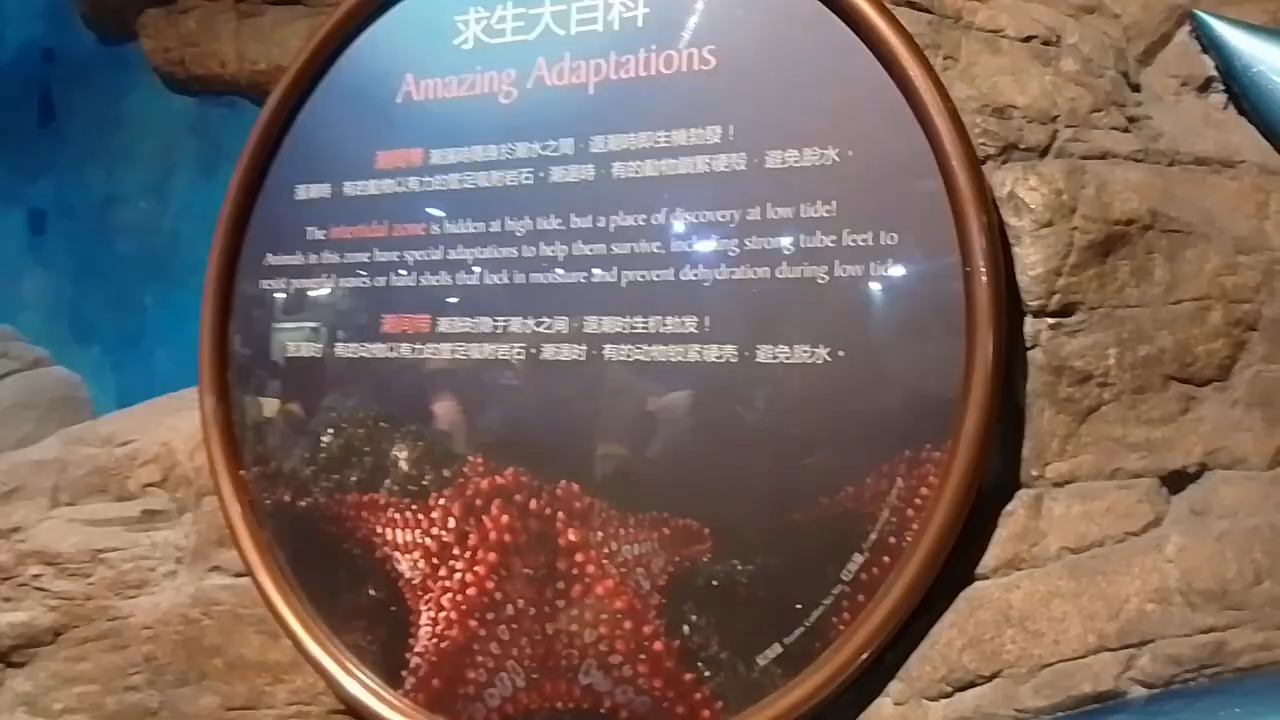 求生大百科
Amazing Adaptations
潮間帶 潮漲時隱身於潮水之間，退潮時即生機勃發！
潮漲時，有的動物以有力的管足吸附岩石。潮退時，有的動物鎖緊硬殼，避免脫水。
The intertidal zone is hidden at high tide, but a place of discovery at low tide!
Animals in this zone have special adaptations to help them survive, including strong tube feet to
resist powerful waves or hard shells that lock in moisture and prevent dehydration during low tide.
潮间带 潮涨时隐于潮水之间，退潮时生机勃发！
潮涨时，有的动物以有力的管足吸附岩石。潮退时，有的动物锁紧硬壳，避免脱水。